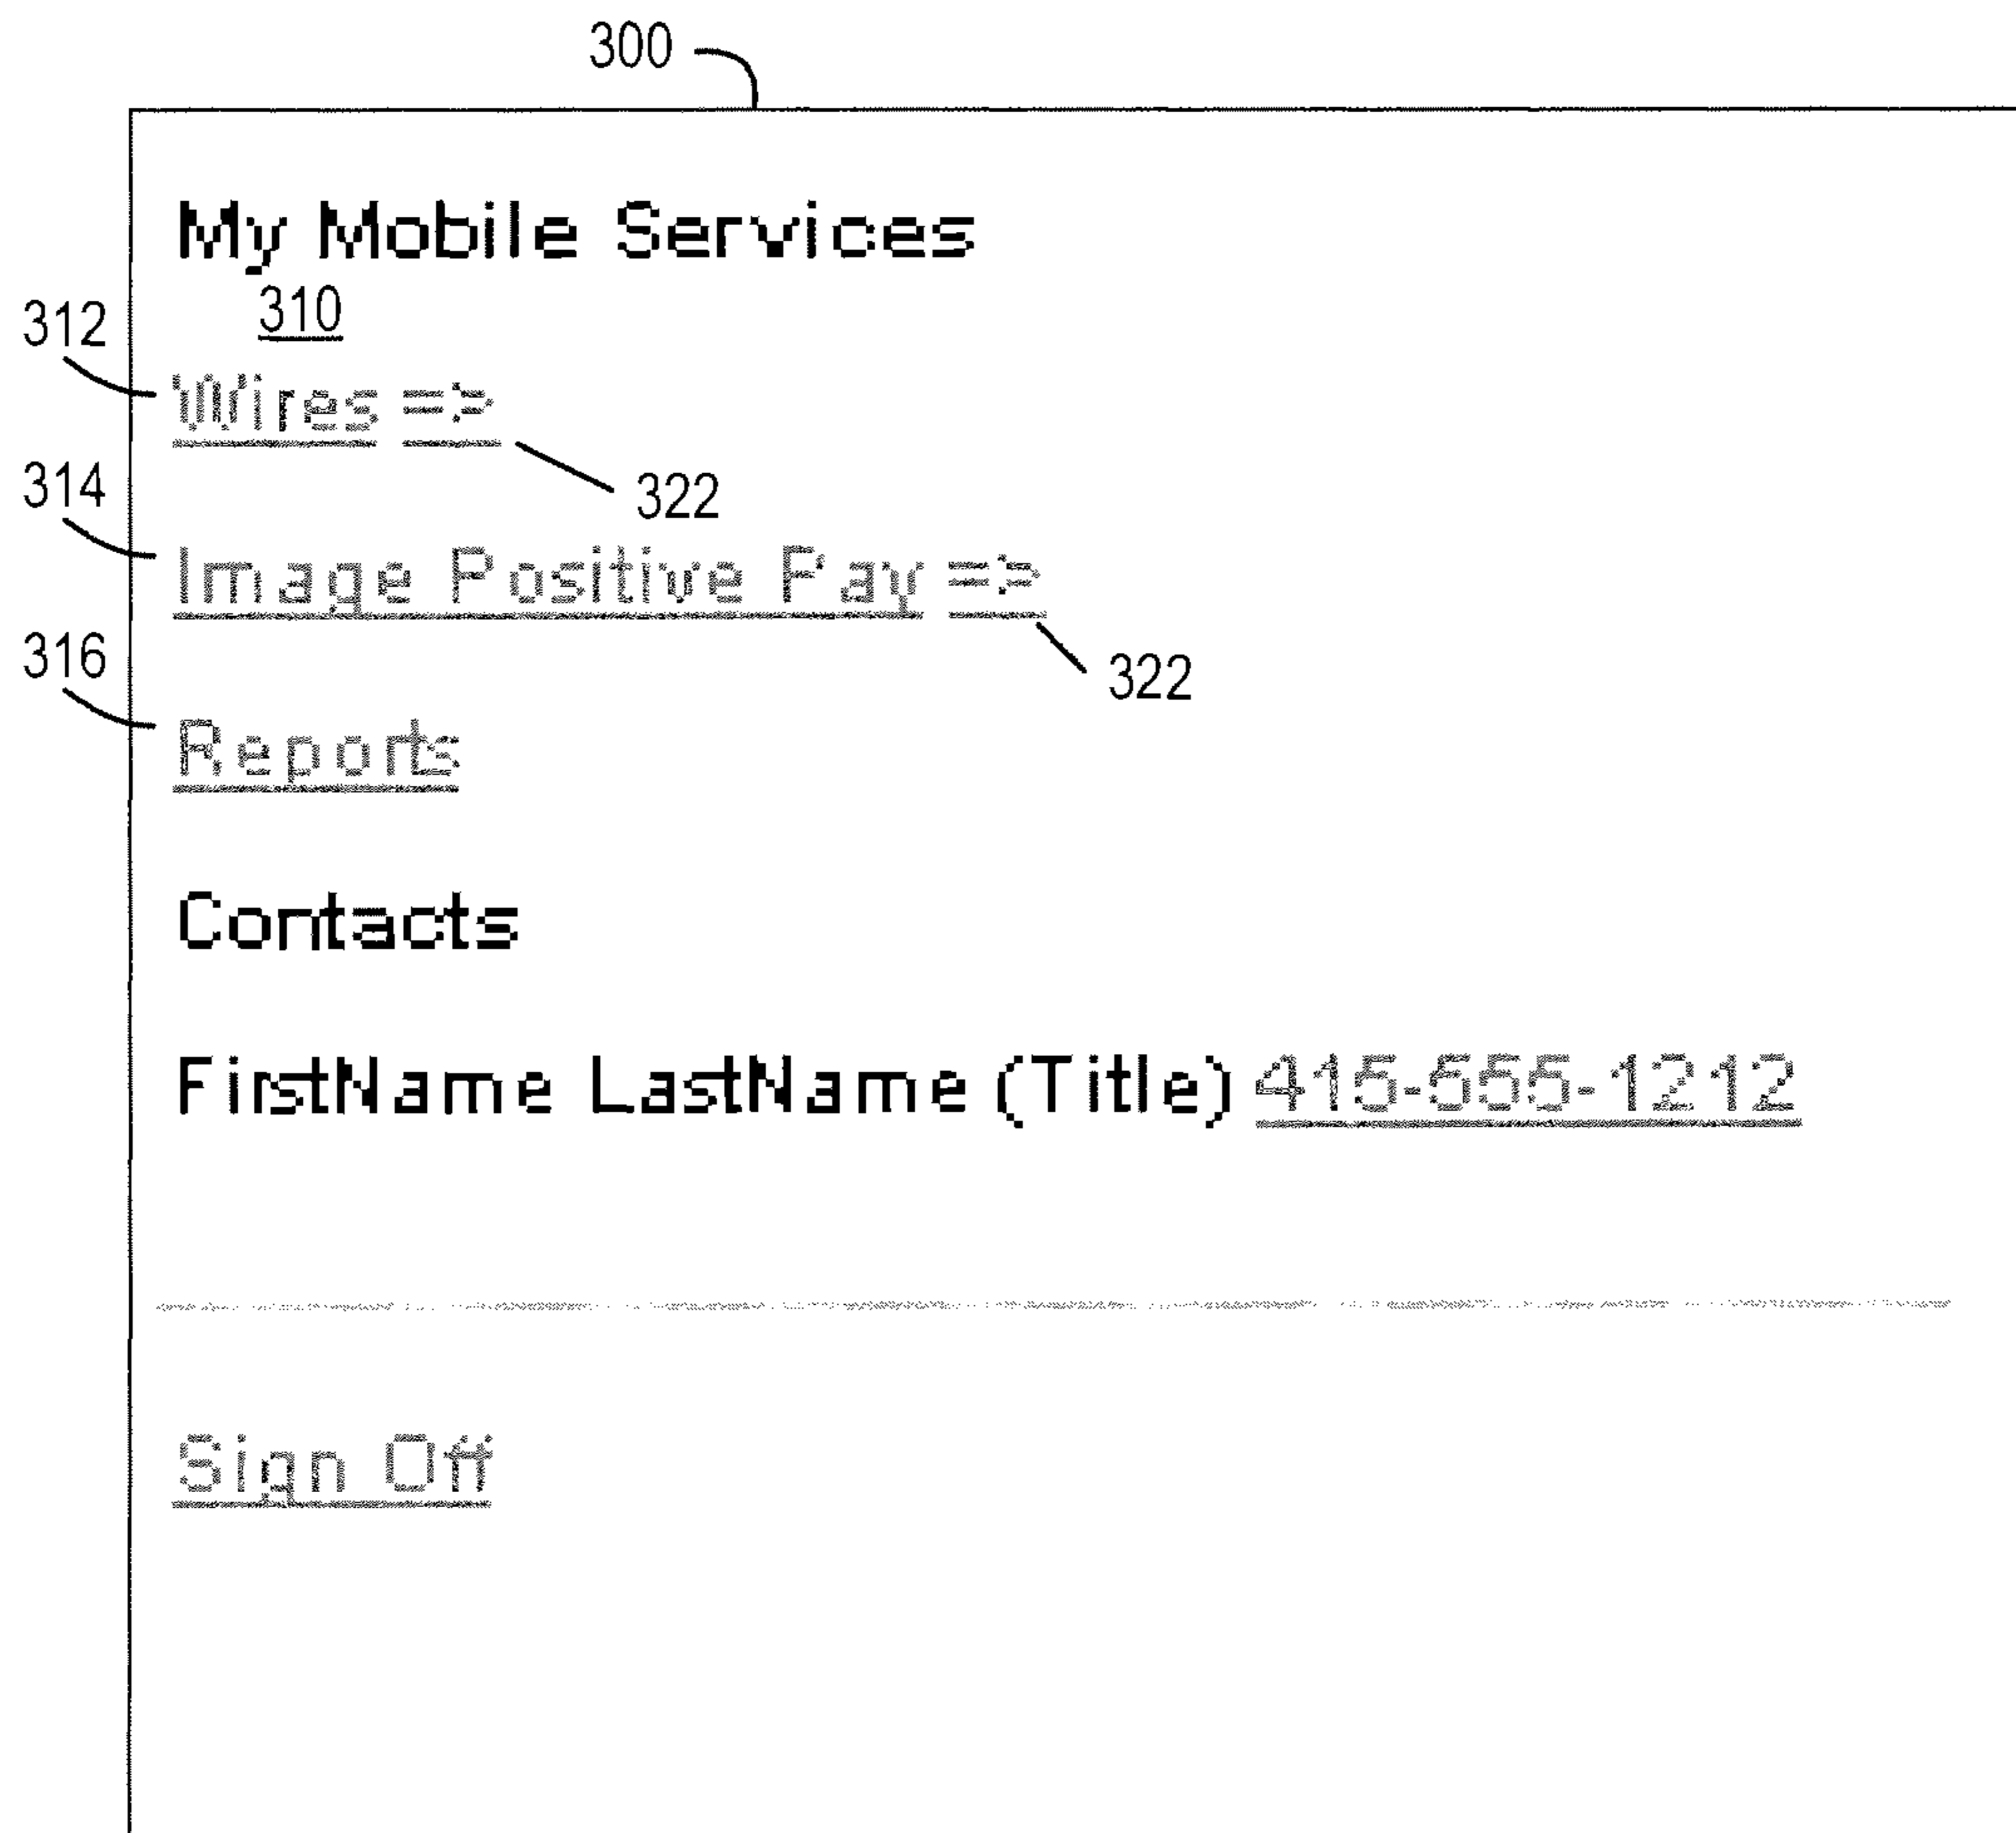 300
My Mobile Services
310
312
Wires =>
322
314
Image Positive Pay =>
322
316
Reports
Contacts
FirstName LastName (Title) 415-555-1212
Sign Off